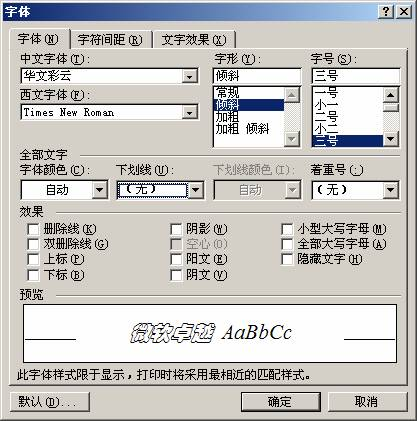 字体
字体(N) 字符间距(R) 文字效果(X)
中文字体(T): 字形(Y): 字号(S):
华文彩云 倾斜 三号
西文字体(F): 常规 一号
Times New Roman 倾斜 小一
加粗 二号
加粗 倾斜 小二
三号
全部文字
字体颜色(C): 下划线(U): 下划线颜色(I): 着重号(:)
自动 (无) 自动 (无)
效果
删除线(K) 阴影(W) 小型大写字母(M)
双删除线(G) 空心(O) 全部大写字母(A)
上标(P) 阳文(E) 隐藏文字(H)
下标(B) 阴文(V)
预览
微软卓越 AaBbCc
此字体样式限于显示，打印时将采用最相近的匹配样式。
默认(D)... 确定 取消